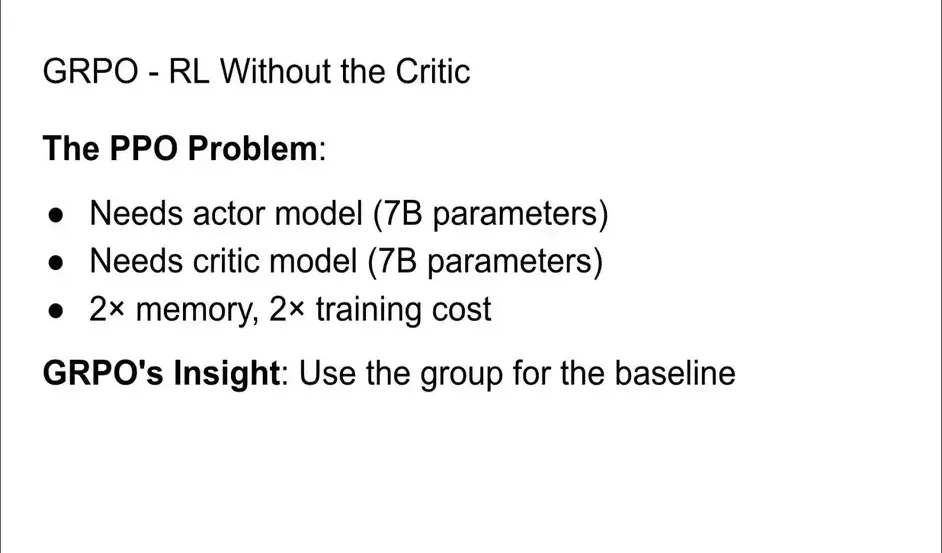 GRPO - RL Without the Critic
The PPO Problem:
● Needs actor model (7B parameters)
● Needs critic model (7B parameters)
● 2× memory, 2× training cost
GRPO's Insight: Use the group for the baseline